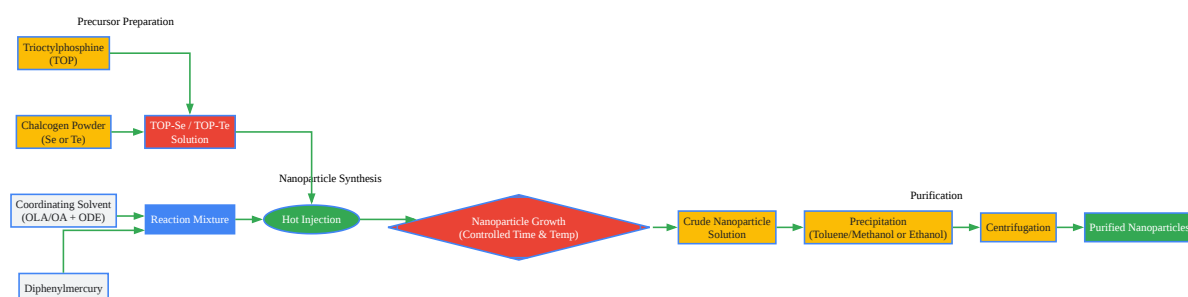 Precursor Preparation
Trioctylphosphine
(TOP)
Chalcogen Powder
(Se or Te)
TOP-Se / TOP-Te
Solution
Nanoparticle Synthesis
Coordinating Solvent
(OLA/OA + ODE)
Reaction Mixture
Hot Injection
Diphenylmercury
Nanoparticle Growth
(Controlled Time & Temp)
Purification
Crude Nanoparticle
Solution
Precipitation
(Toluene/Methanol or Ethanol)
Centrifugation
Purified Nanoparticles